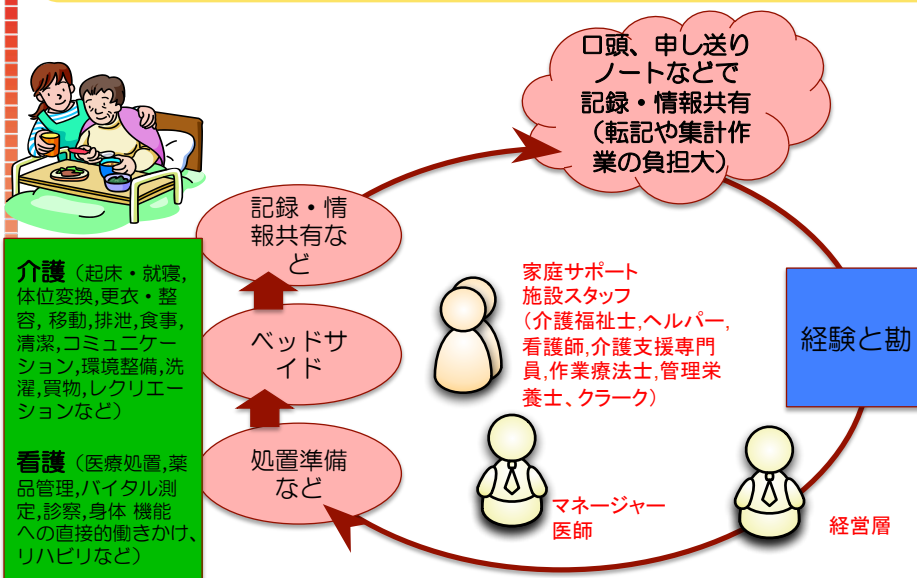 口頭、申し送り
ノートなどで
記録・情報共有
（転記や集計作
業の負担大）
記録・情
報共有な
ど
介護（起床・就寝,
体位変換,更衣・整
容, 移動,排泄,食事,
清潔,コミュニケー
ション,環境整備,洗
濯,買物,レクリエー
ションなど）
看護（医療処置,薬
品管理,バイタル測
定,診察,身体 機能
への直接的働きかけ、
リハビリなど）
ベッドサ
イド
処置準備
など
家庭サポート
施設スタッフ
（介護福祉士,ヘルパー,
看護師,介護支援専門
員,作業療法士,管理栄
養士、クラーク）
経験と勘
マネージャー
医師
経営層